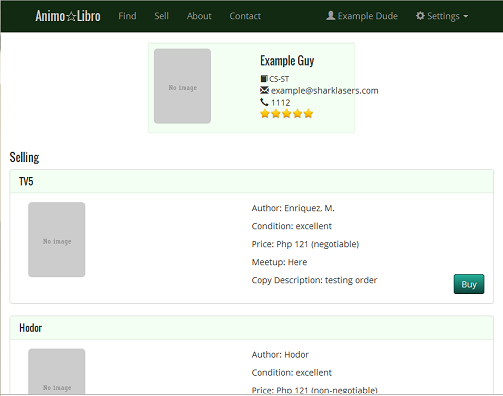 Animo☆Libro Find Sell About Contact Example Dude Settings
No image
Example Guy
CS-ST
example@sharklasers.com
1112
Selling
TV5
No image
Author: Enriquez, M.
Condition: excellent
Price: Php 121 (negotiable)
Meetup: Here
Copy Description: testing order
Buy
Hodor
No image
Author: Hodor
Condition: excellent
Price: Php 121 (non-negotiable)